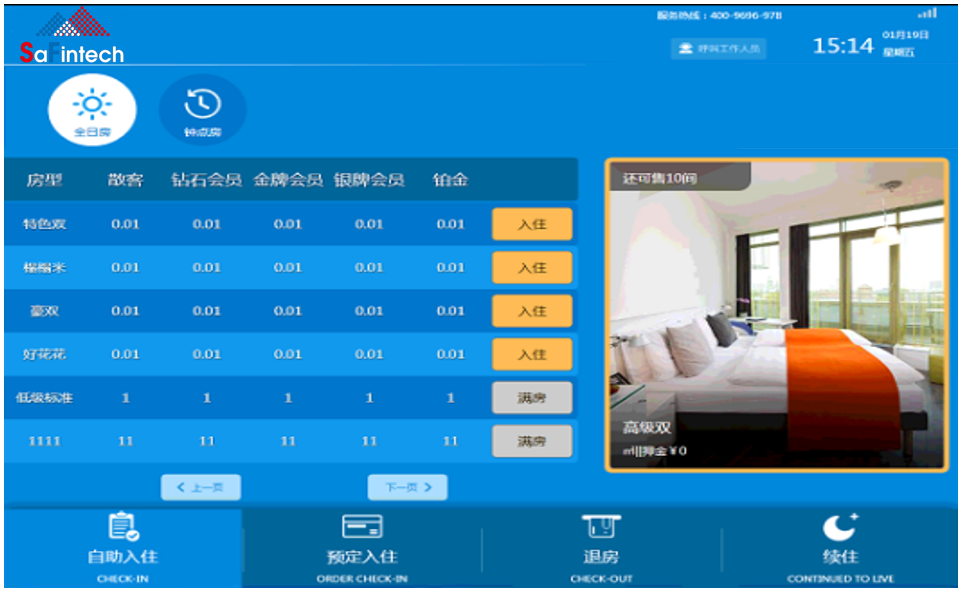 服务热线：400-9696-978
SaFintech
呼叫工作人员
15:14
01月19日
星期五
全日房
钟点房
房型 散客 钻石会员 金牌会员 银牌会员 铂金
特色双 0.01 0.01 0.01 0.01 0.01 入住
榻榻米 0.01 0.01 0.01 0.01 0.01 入住
豪双 0.01 0.01 0.01 0.01 0.01 入住
好花花 0.01 0.01 0.01 0.01 0.01 入住
低级标准 1 1 1 1 1 满房
1111 11 11 11 11 11 满房
还可售10间
高级双
㎡||押金￥0
上一页
下一页
自助入住
CHECK-IN
预定入住
ORDER CHECK-IN
退房
CHECK-OUT
续住
CONTINUED TO LIVE